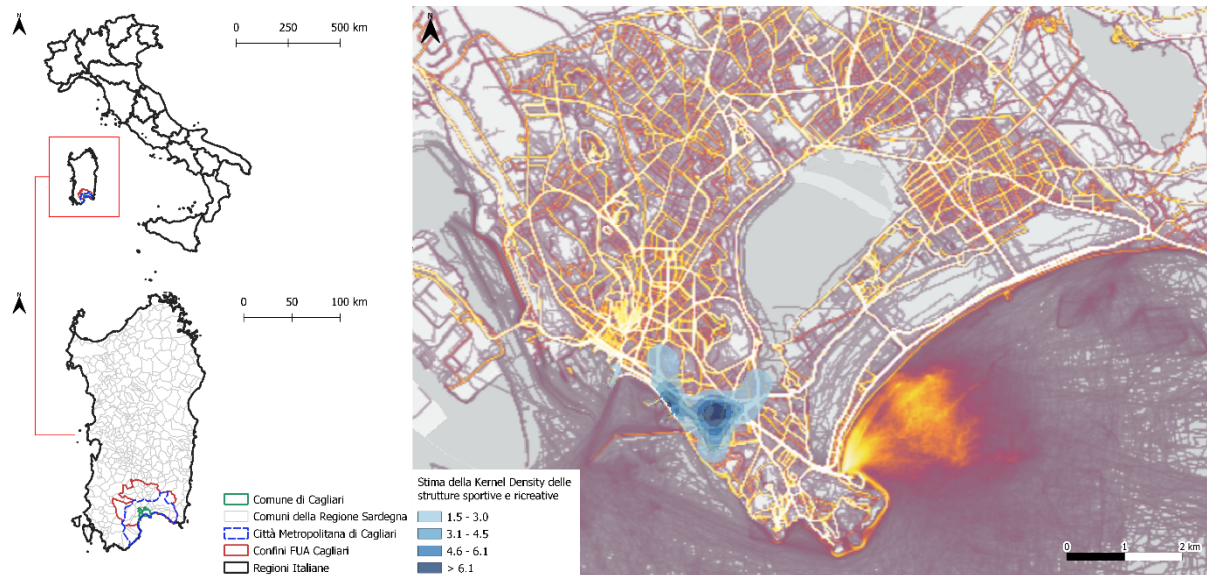 N
0 250 500 km
N
0 50 100 km
Comune di Cagliari
Comuni della Regione Sardegna
Città Metropolitana di Cagliari
Confini FUA Cagliari
Regioni Italiane
N
Stima della Kernel Density delle
strutture sportive e ricreative
1.5 - 3.0
3.1 - 4.5
4.6 - 6.1
> 6.1
0 1 2 km